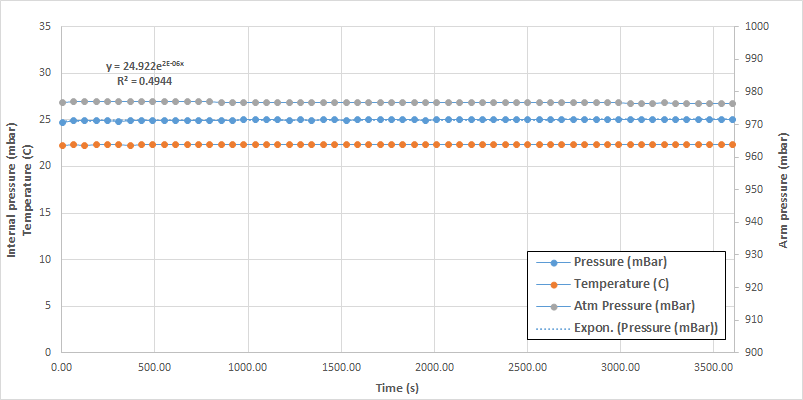 35
30
25
20
15
10
5
0
Internal pressure (mbar)
Temperature (C)
y = 24.922e^2E-06x
R² = 0.4944
1000
990
980
970
960
950
940
930
920
910
900
Arm pressure (mbar)
Pressure (mBar)
Temperature (C)
Atm Pressure (mBar)
Expon. (Pressure (mBar))
0.00 500.00 1000.00 1500.00 2000.00 2500.00 3000.00 3500.00
Time (s)